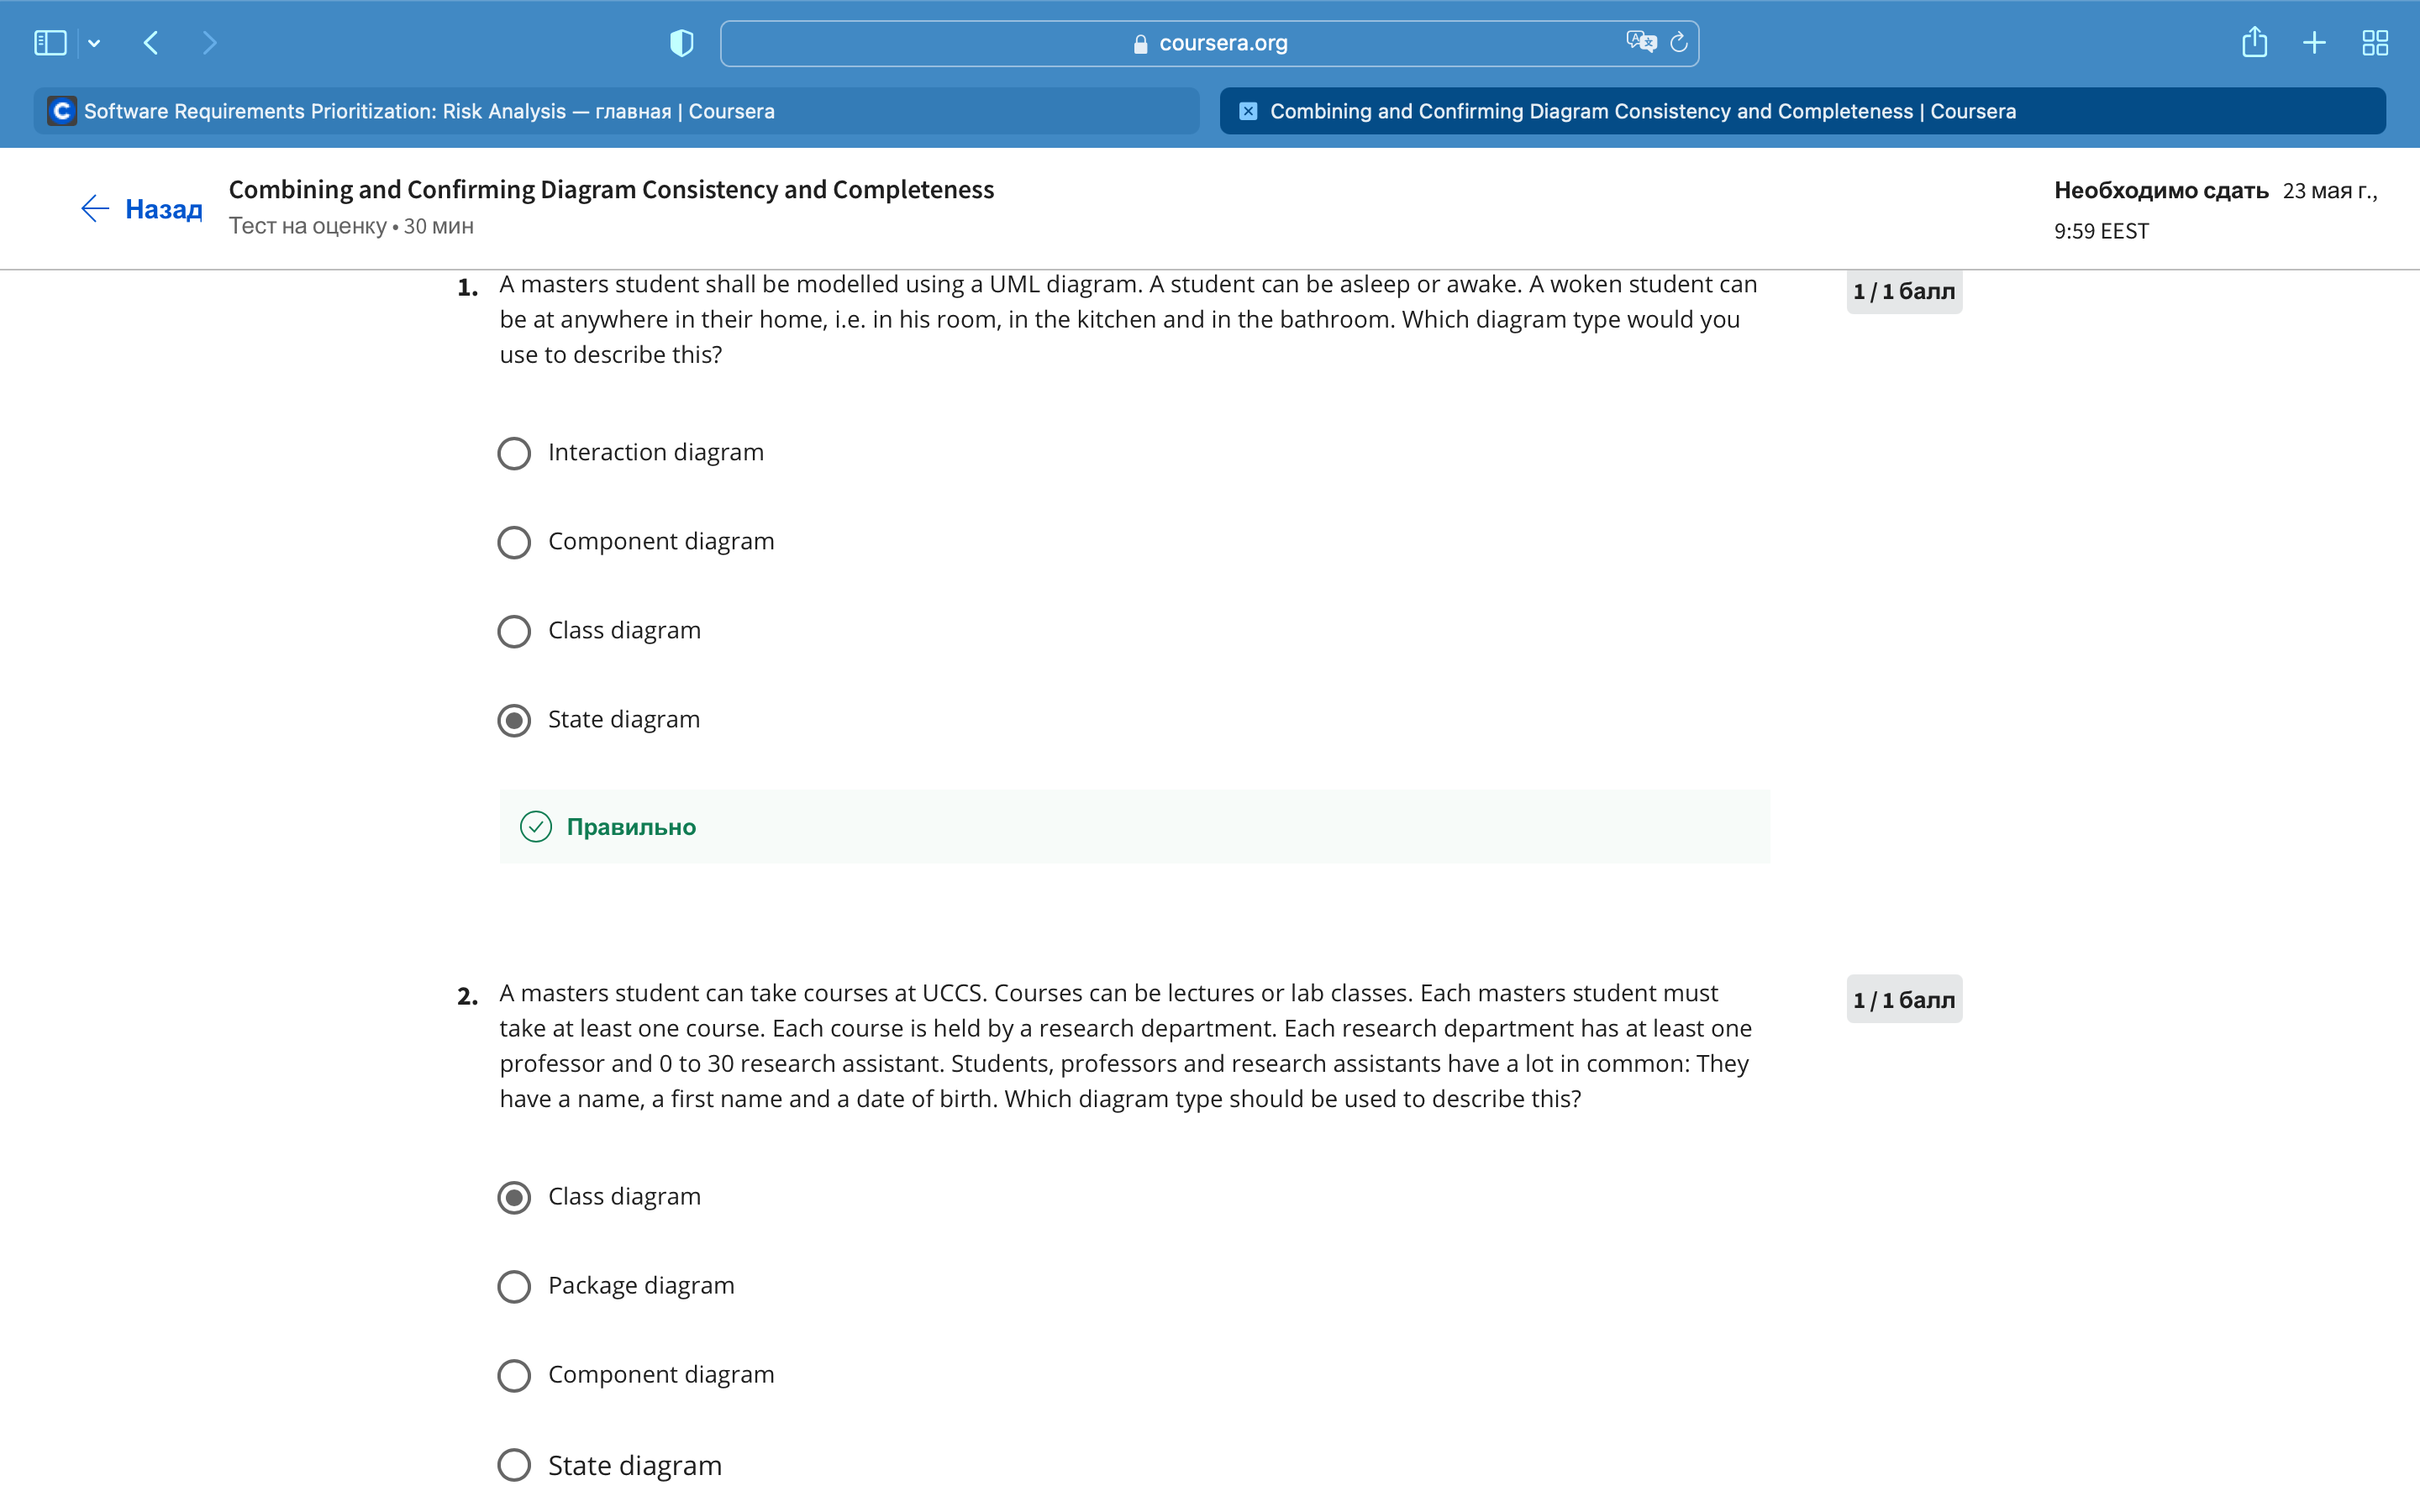 coursera.org
Software Requirements Prioritization: Risk Analysis — главная | Coursera
Combining and Confirming Diagram Consistency and Completeness | Coursera
Назад
Combining and Confirming Diagram Consistency and Completeness
Тест на оценку • 30 мин
Необходимо сдать 23 мая г.,
9:59 EEST
1. A masters student shall be modelled using a UML diagram. A student can be asleep or awake. A woken student can
be at anywhere in their home, i.e. in his room, in the kitchen and in the bathroom. Which diagram type would you
use to describe this?
1 / 1 балл
Interaction diagram
Component diagram
Class diagram
State diagram
Правильно
2. A masters student can take courses at UCCS. Courses can be lectures or lab classes. Each masters student must
take at least one course. Each course is held by a research department. Each research department has at least one
professor and 0 to 30 research assistant. Students, professors and research assistants have a lot in common: They
have a name, a first name and a date of birth. Which diagram type should be used to describe this?
1 / 1 балл
Class diagram
Package diagram
Component diagram
State diagram